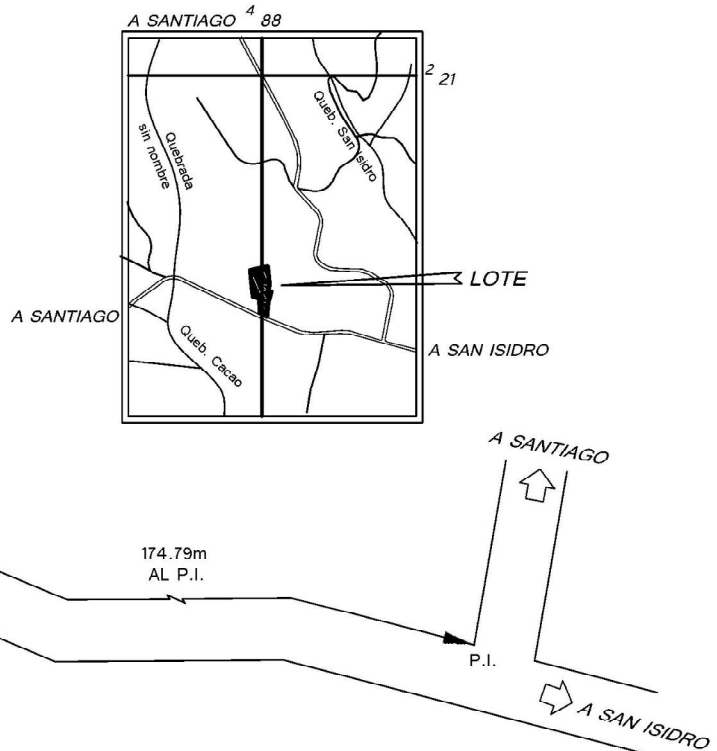 A SANTIAGO
4 88
2 21
Queb. San Isidro
Quebrada
sin nombre
LOTE
A SANTIAGO
A SAN ISIDRO
Queb. Cacao
A SANTIAGO
174.79m
AL P.I.
P.I.
A SAN ISIDRO